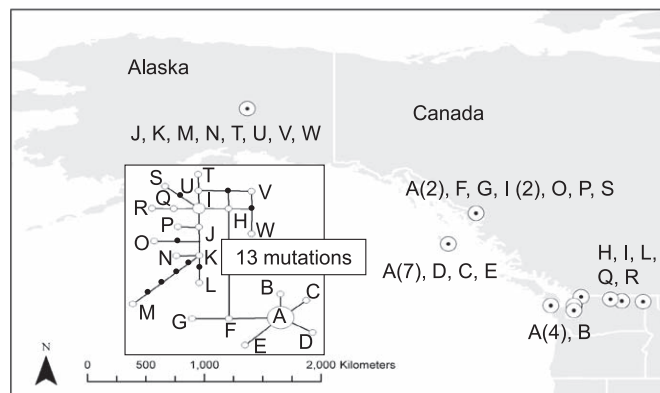 Alaska
Canada
J, K, M, N, T, U, V, W
A(2), F, G, I (2), O, P, S
A(7), D, C, E
H, I, L,
Q, R
A(4), B
S
T
U
V
Q
I
R
H
P
J
W
O
N
K
13 mutations
L
M
B
C
G
F
A
E
D
N
0
500
1,000
2,000 Kilometers